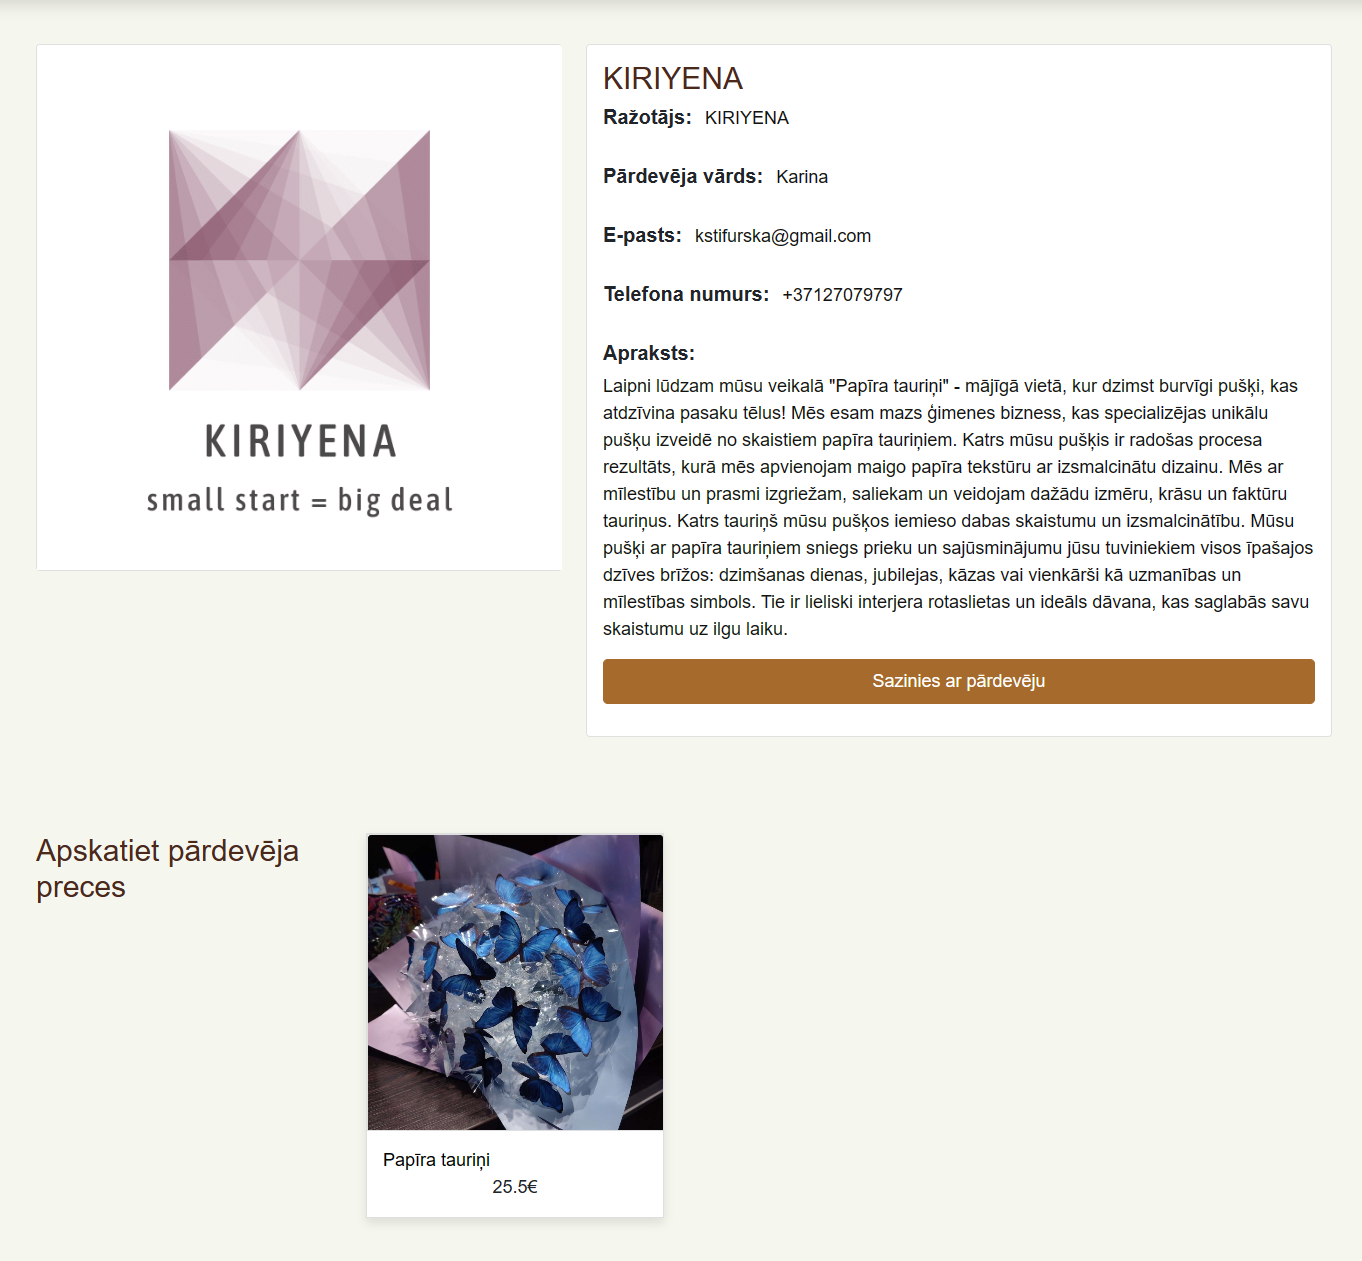 KIRIYENA
small start = big deal
KIRIYENA
Ražotājs: KIRIYENA
Pārdevēja vārds: Karina
E-pasts: kstifurska@gmail.com
Telefona numurs: +37127079797
Apraksts:
Laipni lūdzam mūsu veikalā "Papīra tauriņi" - mājīgā vietā, kur dzimst burvīgi pušķi, kas
atdzīvina pasaku tēlus! Mēs esam mazs ģimenes bizness, kas specializējas unikālu
pušķu izveidē no skaistiem papīra tauriņiem. Katrs mūsu pušķis ir radošas procesa
rezultāts, kurā mēs apvienojam maigo papīra tekstūru ar izsmalcinātu dizainu. Mēs ar
mīlestību un prasmi izgriežam, saliekam un veidojam dažādu izmēru, krāsu un faktūru
tauriņus. Katrs tauriņš mūsu pušķos iemieso dabas skaistumu un izsmalcinātību. Mūsu
pušķi ar papīra tauriņiem sniegs prieku un sajūsminājumu jūsu tuviniekiem visos īpašajos
dzīves brīžos: dzimšanas dienas, jubilejas, kāzas vai vienkārši kā uzmanības un
mīlestības simbols. Tie ir lieliski interjera rotaslietas un ideāls dāvana, kas saglabās savu
skaistumu uz ilgu laiku.
Sazinies ar pārdevēju
Apskatiet pārdevēja
preces
Papīra tauriņi
25.5€